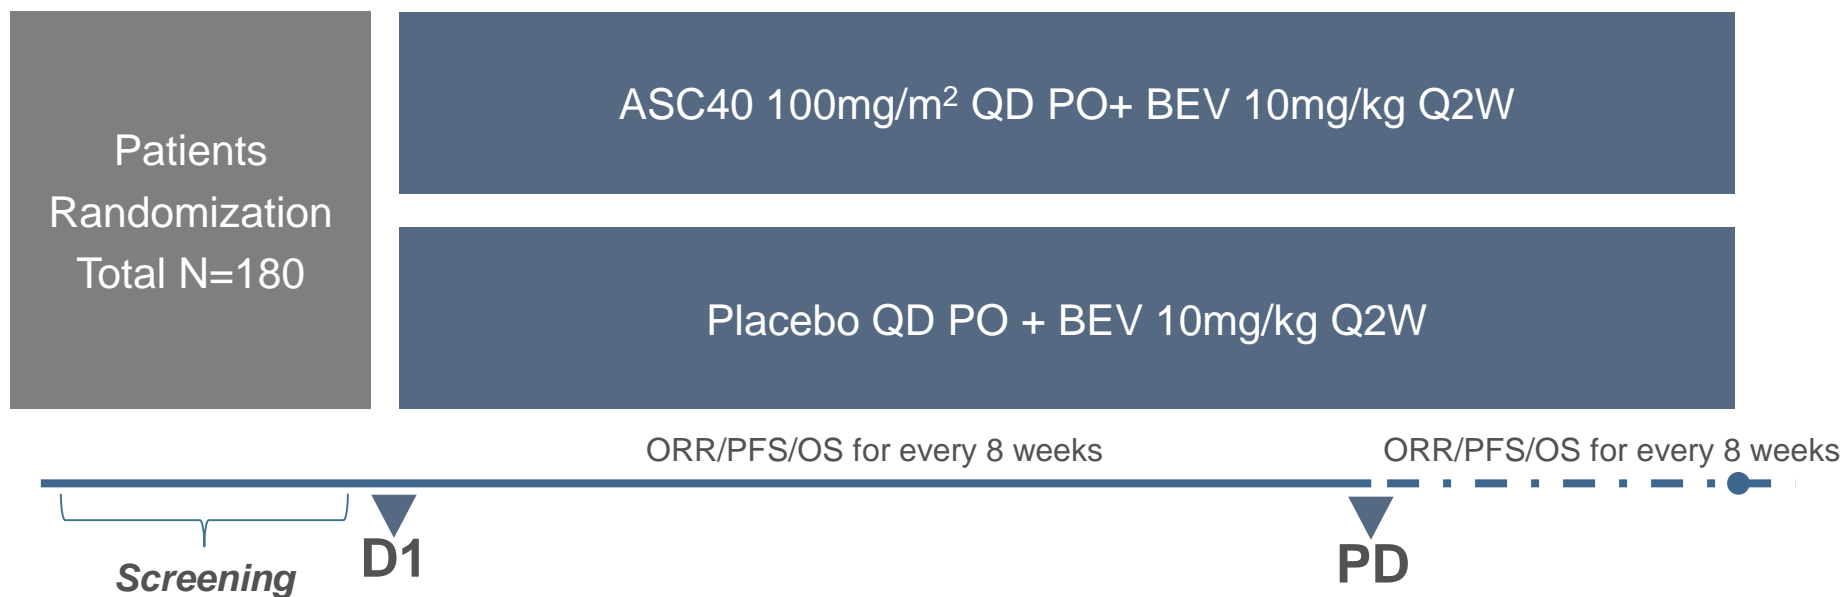 Patients
Randomization
Total N=180
ASC40 100mg/m² QD PO+ BEV 10mg/kg Q2W
Placebo QD PO + BEV 10mg/kg Q2W
ORR/PFS/OS for every 8 weeks
ORR/PFS/OS for every 8 weeks
Screening
D1
PD